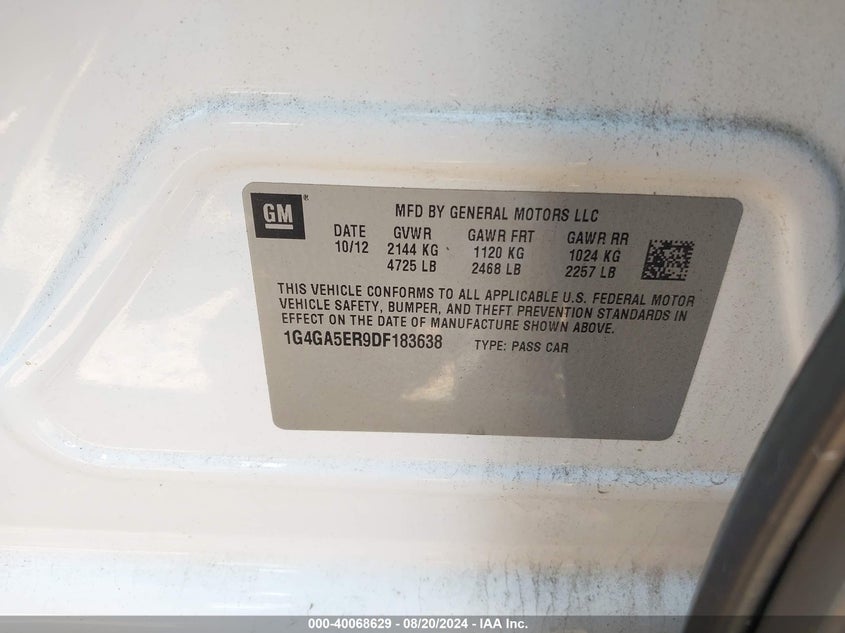 GM
MFD BY GENERAL MOTORS LLC
DATE GVWR GAWR FRT GAWR RR
10/12 2144 KG 1120 KG 1024 KG
4725 LB 2468 LB 2257 LB
THIS VEHICLE CONFORMS TO ALL APPLICABLE U.S. FEDERAL MOTOR
VEHICLE SAFETY, BUMPER, AND THEFT PREVENTION STANDARDS IN
EFFECT ON THE DATE OF MANUFACTURE SHOWN ABOVE.
1G4GA5ER9DF183638 TYPE: PASS CAR
000-40068629 - 08/20/2024 - IAA Inc.